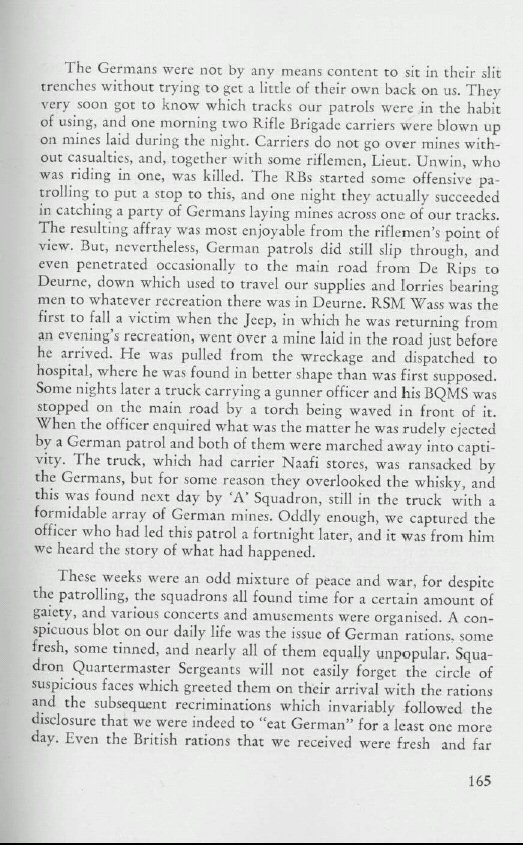 The Germans were not by any means content to sit in their slit
trenches without trying to get a little of their own back on us. They
very soon got to know which tracks our patrols were in the habit
of using, and one morning two Rifle Brigade carriers were blown up
on mines laid during the night. Carriers do not go over mines with-
out casualties, and, together with some riflemen, Lieut. Unwin, who
was riding in one, was killed. The RBs started some offensive pa-
trolling to put a stop to this, and one night they actually succeeded
in catching a party of Germans laying mines across one of our tracks.
The resulting affray was most enjoyable from the riflemen's point of
view. But, nevertheless, German patrols did still slip through, and
even penetrated occasionally to the main road from De Rips to
Deurne, down which used to travel our supplies and lorries bearing
men to whatever recreation there was in Deurne. RSM Wass was the
first to fall a victim when the Jeep, in which he was returning from
an evening's recreation, went over a mine laid in the road just before
he arrived. He was pulled from the wreckage and dispatched to
hospital, where he was found in better shape than was first supposed.
Some nights later a truck carrying a gunner officer and his BQMS was
stopped on the main road by a torch being waved in front of it.
When the officer enquired what was the matter he was rudely ejected
by a German patrol and both of them were marched away into capti-
vity. The truck, which had carrier Naafi stores, was ransacked by
the Germans, but for some reason they overlooked the whisky, and
this was found next day by 'A' Squadron, still in the truck with a
formidable array of German mines. Oddly enough, we captured the
officer who had led this patrol a fortnight later, and it was from him
we heard the story of what had happened.
These weeks were an odd mixture of peace and war, for despite
the patrolling, the squadrons all found time for a certain amount of
gaiety, and various concerts and amusements were organised. A con-
spicuous blot on our daily life was the issue of German rations. some
fresh, some tinned, and nearly all of them equally unpopular. Squa-
dron Quartermaster Sergeants will not easily forget the circle of
suspicious faces which greeted them on their arrival with the rations
and the subsequent recriminations which invariably followed the
disclosure that we were indeed to "eat German" for a least one more
day. Even the British rations that we received were fresh and far
165